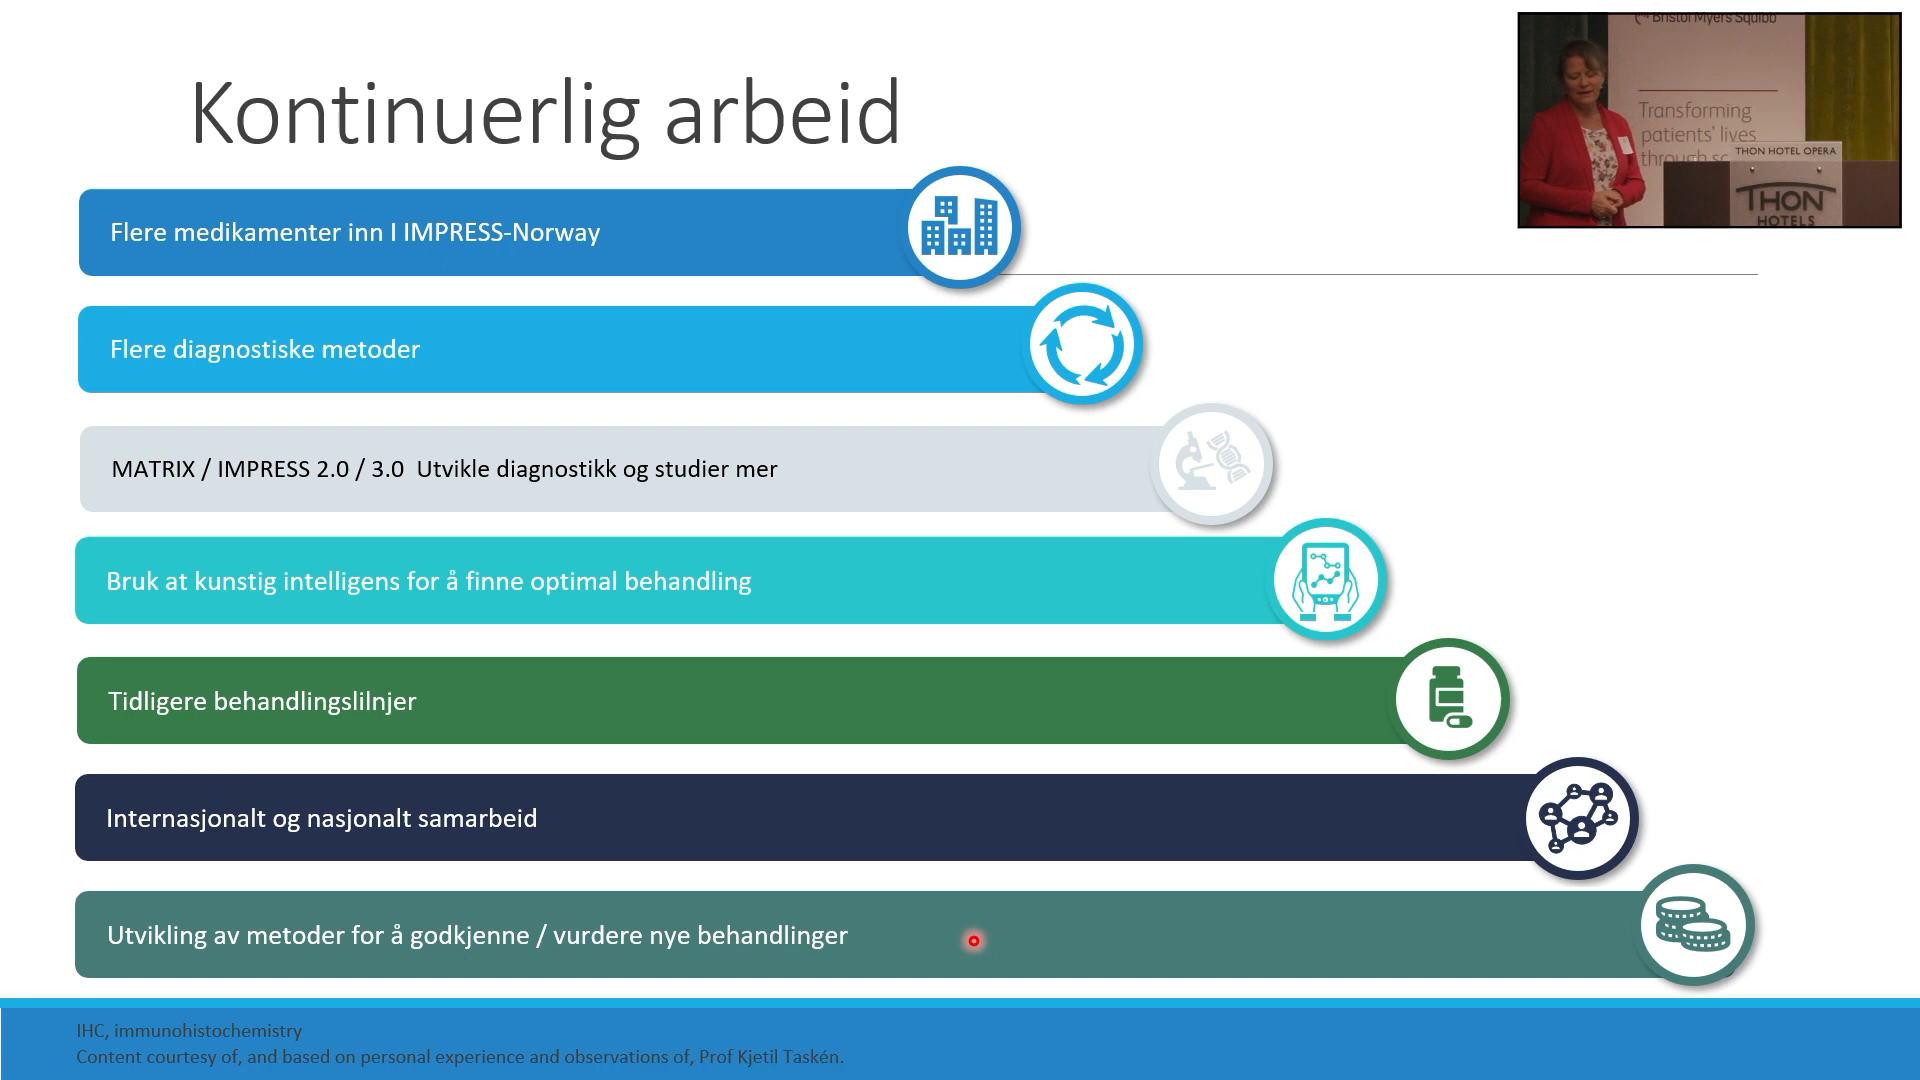 Kontinuerlig arbeid
Bristol Myers Squibb
Transforming
patients' lives
through sc
THON HOTEL OPERA
THON
HOTELS
Flere medikamenter inn I IMPRESS-Norway
Flere diagnostiske metoder
MATRIX / IMPRESS 2.0 / 3.0  Utvikle diagnostikk og studier mer
Bruk at kunstig intelligens for å finne optimal behandling
Tidligere behandlingslilnjer
Internasjonalt og nasjonalt samarbeid
Utvikling av metoder for å godkjenne / vurdere nye behandlinger
IHC, immunohistochemistry
Content courtesy of, and based on personal experience and observations of, Prof Kjetil Taskén.